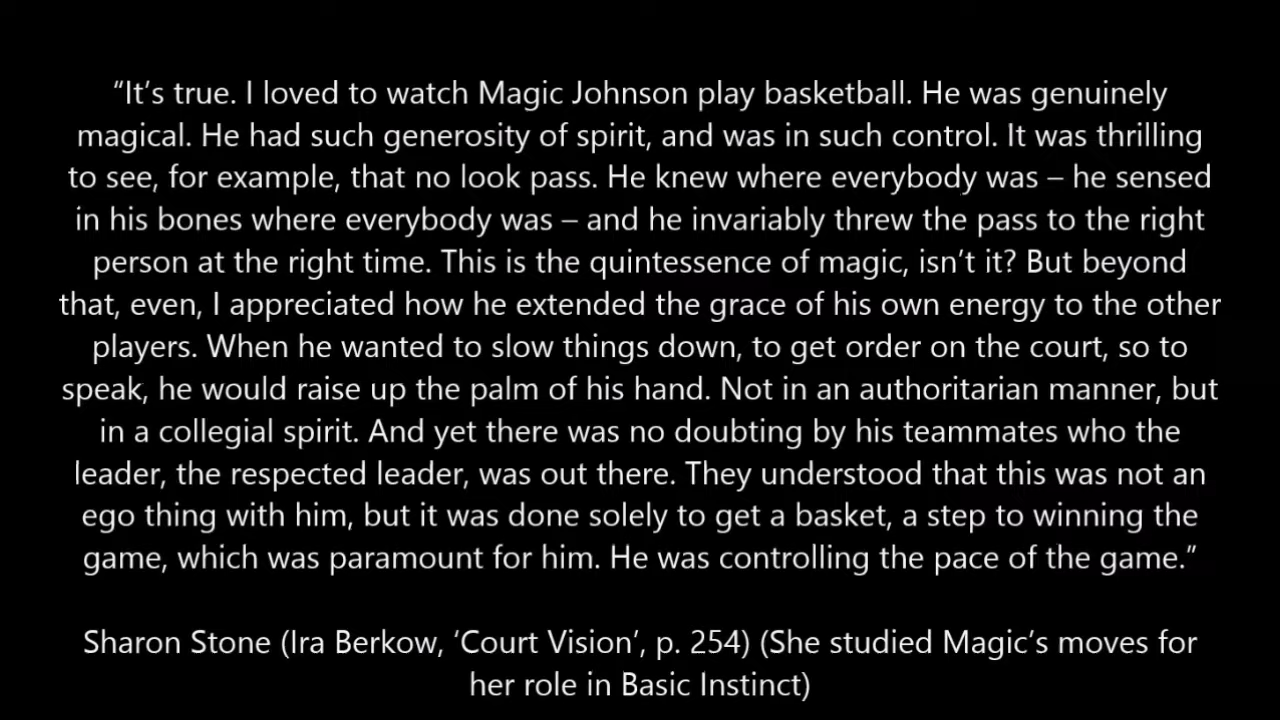 “It’s true. I loved to watch Magic Johnson play basketball. He was genuinely
magical. He had such generosity of spirit, and was in such control. It was thrilling
to see, for example, that no look pass. He knew where everybody was – he sensed
in his bones where everybody was – and he invariably threw the pass to the right
person at the right time. This is the quintessence of magic, isn’t it? But beyond
that, even, I appreciated how he extended the grace of his own energy to the other
players. When he wanted to slow things down, to get order on the court, so to
speak, he would raise up the palm of his hand. Not in an authoritarian manner, but
in a collegial spirit. And yet there was no doubting by his teammates who the
leader, the respected leader, was out there. They understood that this was not an
ego thing with him, but it was done solely to get a basket, a step to winning the
game, which was paramount for him. He was controlling the pace of the game.”
Sharon Stone (Ira Berkow, ‘Court Vision’, p. 254) (She studied Magic’s moves for
her role in Basic Instinct)